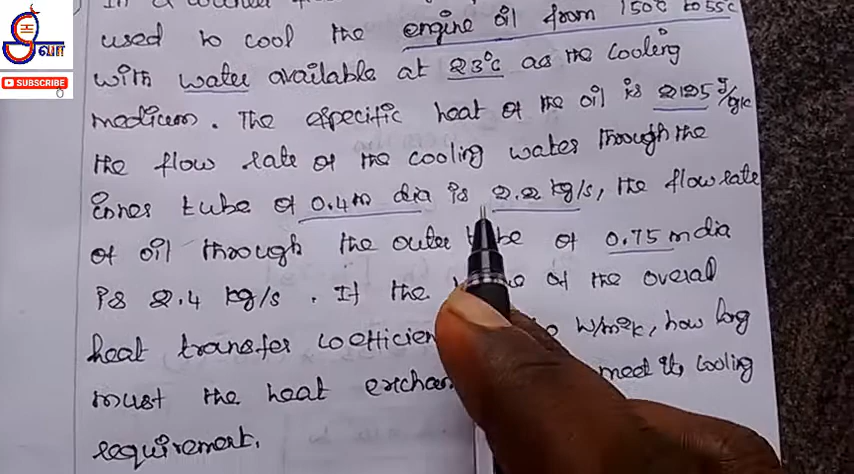 used to cool the engine oil from 150°C to 55°C
with water available at 23°C as the cooling
medium. The specific heat of the oil is 2125 J/kgK
the flow rate of the cooling water through the
inner tube of 0.4m dia is 2.2 kg/s, the flow rate
of oil through the outer tube of 0.75 m dia
is 2.4 kg/s. If the of the overal
heat transfer coefficien W/m²K, how long
must the heat exchan meet its cooling
requirement.
சிவா
SUBSCRIBE